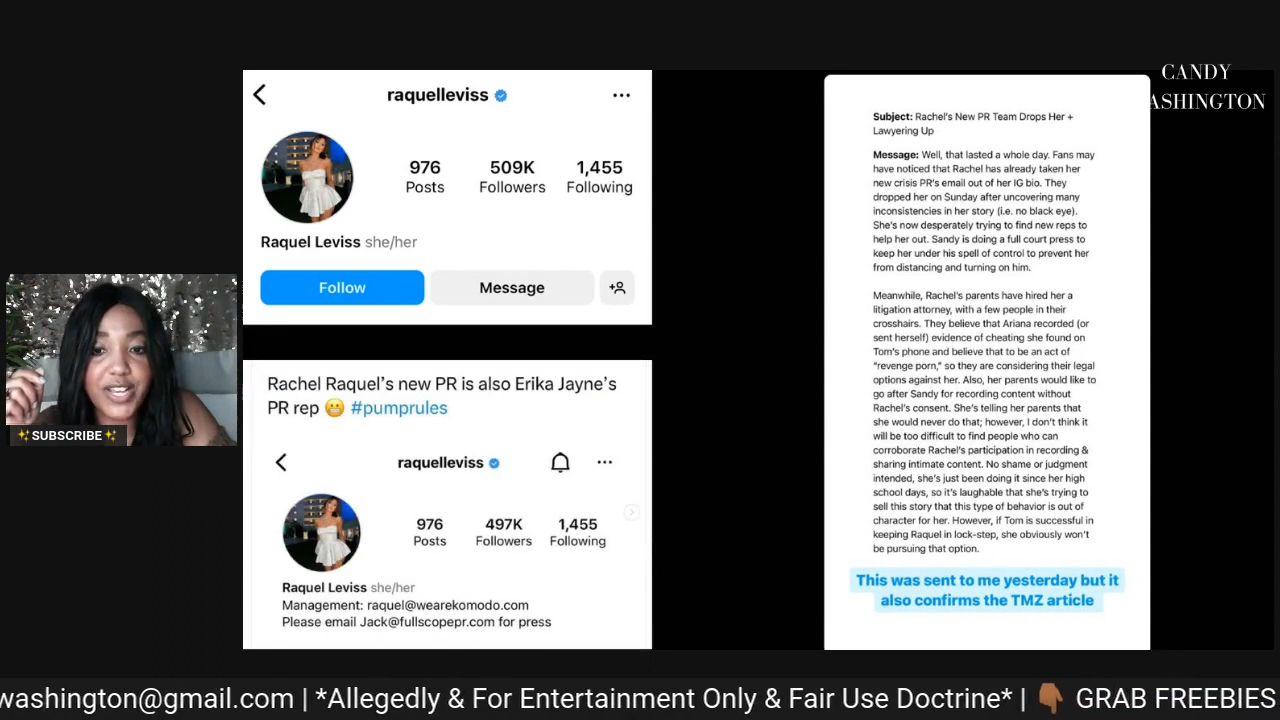 raquelleviss
976
509K
1,455
Posts
Followers
Following
Raquel Leviss she/her
Follow
Message
Rachel Raquel's new PR is also Erika Jayne's
PR rep 😬 #pumprules
raquelleviss
976
497K
1,455
Posts
Followers
Following
Raquel Leviss she/her
Management: raquel@wearekomodo.com
Please email Jack@fullscopepr.com for press
✨SUBSCRIBE✨
CANDY
ASHINGTON
Subject: Rachel's New PR Team Drops Her +
Lawyering Up
Message: Well, that lasted a whole day. Fans may
have noticed that Rachel has already taken her
new crisis PR's email out of her IG bio. They
dropped her on Sunday after uncovering many
inconsistencies in her story (i.e. no black eye).
She's now desperately trying to find new reps to
help her out. Sandy is doing a full court press to
keep her under his spell of control to prevent her
from distancing and turning on him.
Meanwhile, Rachel's parents have hired her a
litigation attorney, with a few people in their
crosshairs. They believe that Ariana recorded (or
sent herself) evidence of cheating she found on
Tom's phone and believe that to be an act of
"revenge porn," so they are considering their legal
options against her. Also, her parents would like to
go after Sandy for recording content without
Rachel's consent. She's telling her parents that
she would never do that; however, I don't think it
will be too difficult to find people who can
corroborate Rachel's participation in recording &
sharing intimate content. No shame or judgment
intended, she's just been doing it since her high
school days, so it's laughable that she's trying to
sell this story that this type of behavior is out of
character for her. However, if Tom is successful in
keeping Raquel in lock-step, she obviously won't
be pursuing that option.
This was sent to me yesterday but it
also confirms the TMZ article
washington@gmail.com | *Allegedly & For Entertainment Only & Fair Use Doctrine* | 👇🏾 GRAB FREEBIES